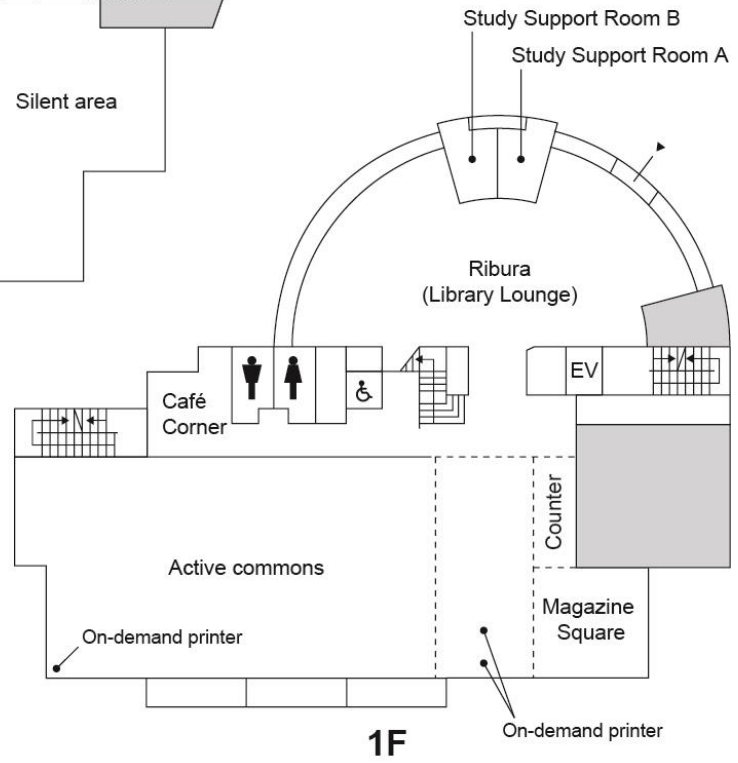 Study Support Room B
Study Support Room A
Silent area
Ribura
(Library Lounge)
EV
Café
Corner
Counter
Active commons
Magazine
Square
On-demand printer
On-demand printer
1F